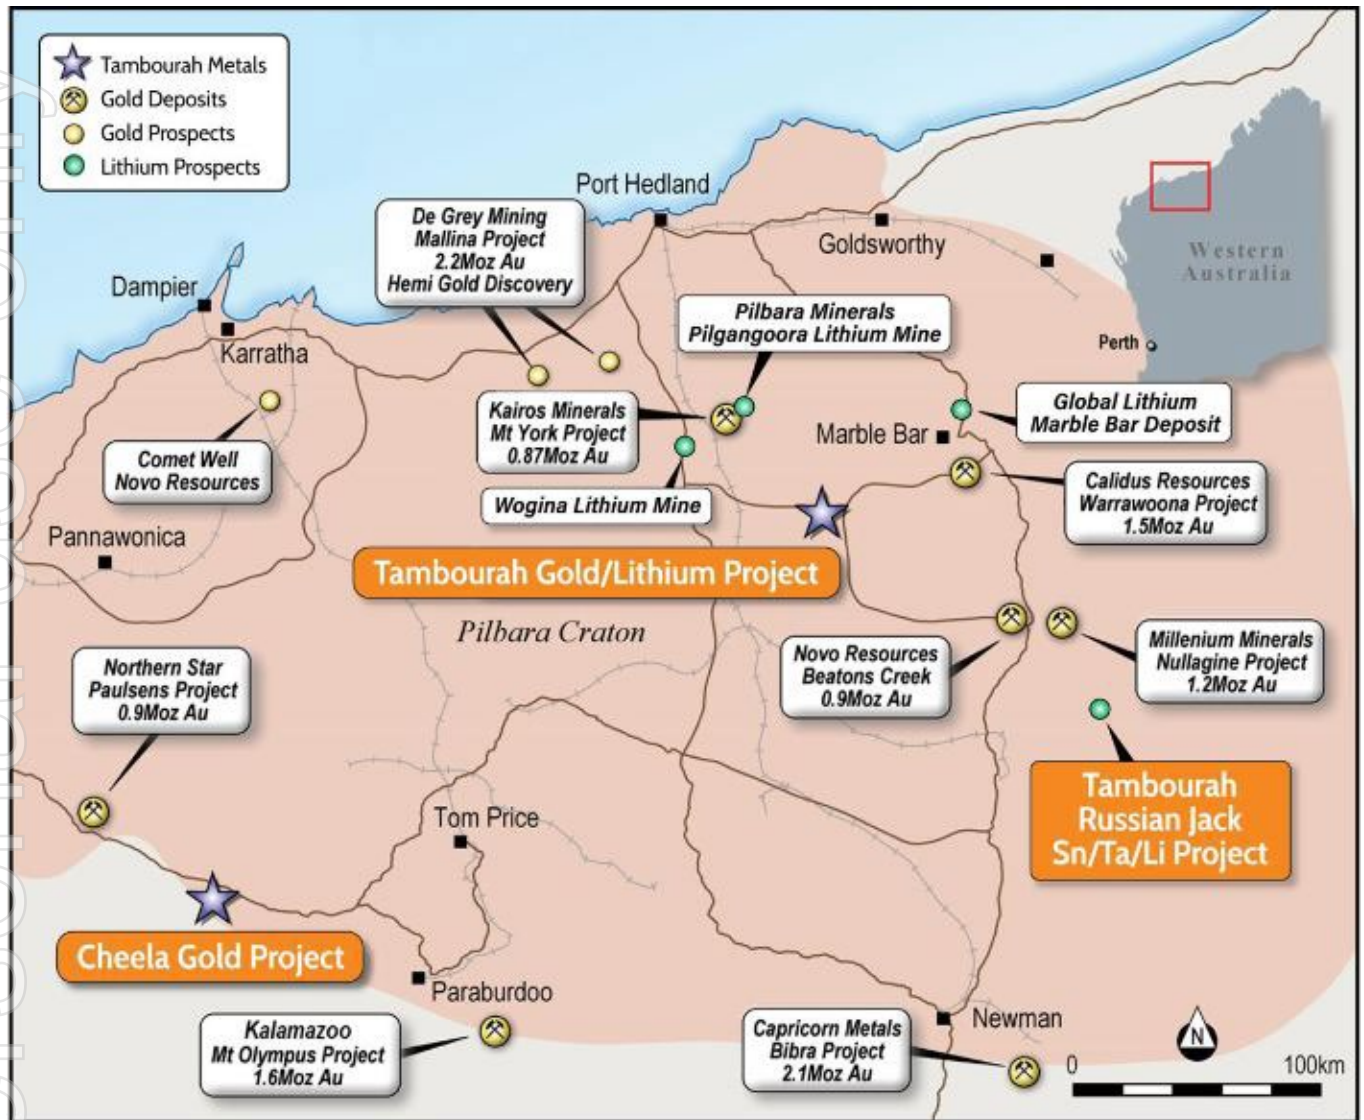 Tambourah Metals
Gold Deposits
Gold Prospects
Lithium Prospects
Port Hedland
De Grey Mining
Mallina Project
2.2Moz Au
Hemi Gold Discovery
Goldsworthy
Western
Australia
Perth
Dampier
Karratha
Pilbara Minerals
Pilgangoora Lithium Mine
Kairos Minerals
Mt York Project
0.87Moz Au
Marble Bar
Global Lithium
Marble Bar Deposit
Comet Well
Novo Resources
Wogina Lithium Mine
Calidus Resources
Warrawoona Project
1.5Moz Au
Pannawonica
Tambourah Gold/Lithium Project
Pilbara Craton
Northern Star
Paulsens Project
0.9Moz Au
Novo Resources
Beatons Creek
0.9Moz Au
Millenium Minerals
Nullagine Project
1.2Moz Au
Tambourah
Russian Jack
Sn/Ta/Li Project
Tom Price
Cheela Gold Project
Paraburdoo
Kalamazoo
Mt Olympus Project
1.6Moz Au
Capricorn Metals
Bibra Project
2.1Moz Au
Newman
N
0 100km